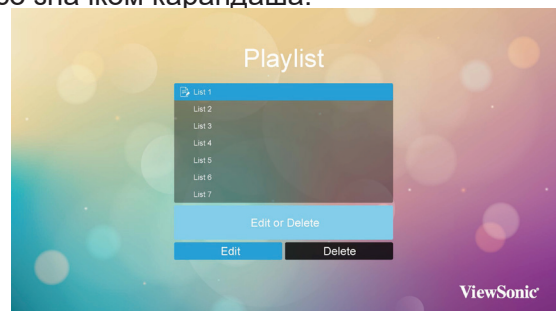 со значком карандаша.
Playlist
List 1
List 2
List 3
List 4
List 5
List 6
List 7
Edit or Delete
Edit
Delete
ViewSonic